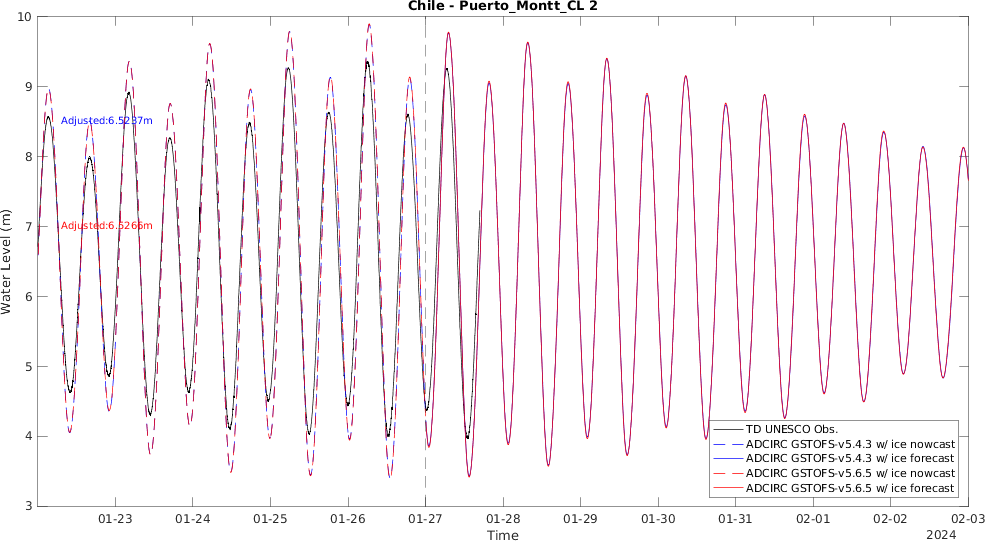 Chile - Puerto_Montt_CL 2
10
9
8
7
6
5
4
3
Water Level (m)
Adjusted:6.5237m
Adjusted:6.5266m
TD UNESCO Obs.
ADCIRC GSTOFS-v5.4.3 w/ ice nowcast
ADCIRC GSTOFS-v5.4.3 w/ ice forecast
ADCIRC GSTOFS-v5.6.5 w/ ice nowcast
ADCIRC GSTOFS-v5.6.5 w/ ice forecast
01-23 01-24 01-25 01-26 01-27 01-28 01-29 01-30 01-31 02-01 02-02 02-03
Time
2024